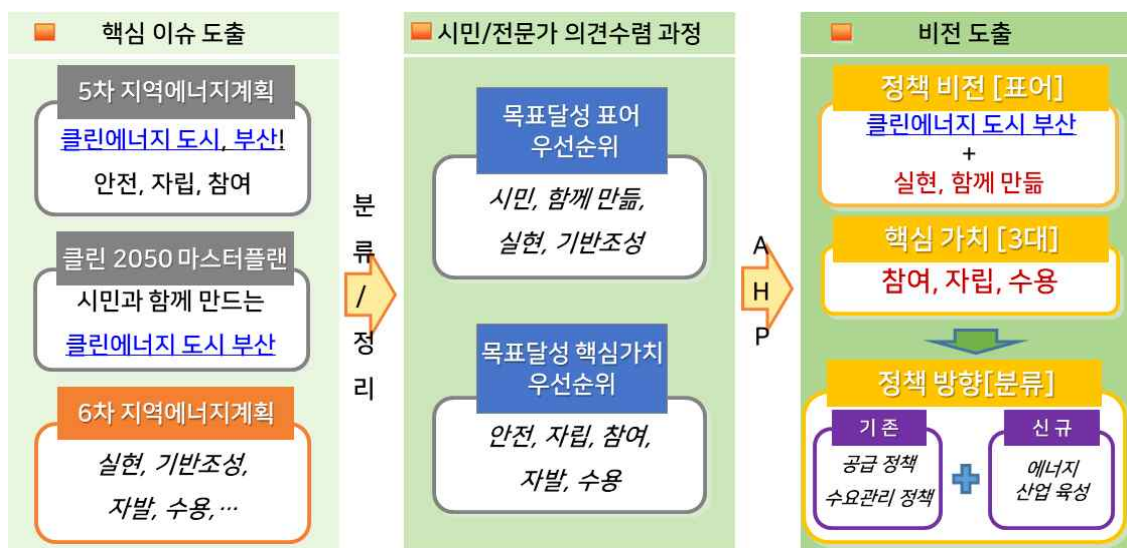 핵심 이슈 도출
5차 지역에너지계획
클린에너지 도시, 부산!
안전, 자립, 참여
클린 2050 마스터플랜
시민과 함께 만드는
클린에너지 도시 부산
6차 지역에너지계획
실현, 기반조성,
자발, 수용, …
분
류
/
정
리
시민/전문가 의견수렴 과정
목표달성 표어
우선순위
시민, 함께 만듦,
실현, 기반조성
목표달성 핵심가치
우선순위
안전, 자립, 참여,
자발, 수용
A
H
P
비전 도출
정책 비전 [표어]
클린에너지 도시 부산
+
실현, 함께 만듦
핵심 가치 [3대]
참여, 자립, 수용
정책 방향[분류]
기 존
공급 정책
수요관리 정책
신 규
에너지
산업 육성